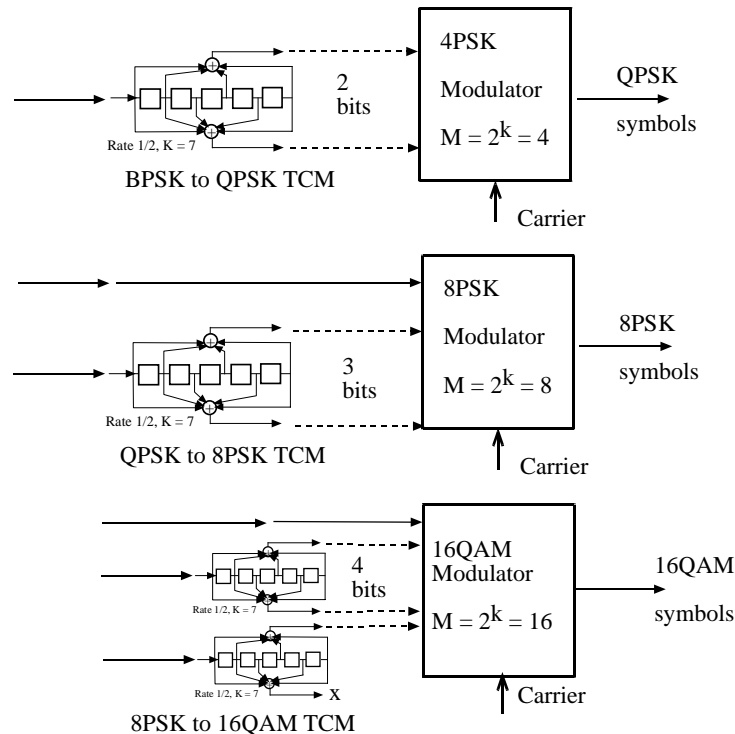 4PSK
Modulator
M = 2^k = 4
2
bits
QPSK
symbols
Rate 1/2, K = 7
BPSK to QPSK TCM
Carrier
8PSK
Modulator
M = 2^k = 8
3
bits
8PSK
symbols
Rate 1/2, K = 7
QPSK to 8PSK TCM
Carrier
16QAM
Modulator
M = 2^k = 16
4
bits
16QAM
symbols
Rate 1/2, K = 7
Rate 1/2, K = 7
X
8PSK to 16QAM TCM
Carrier